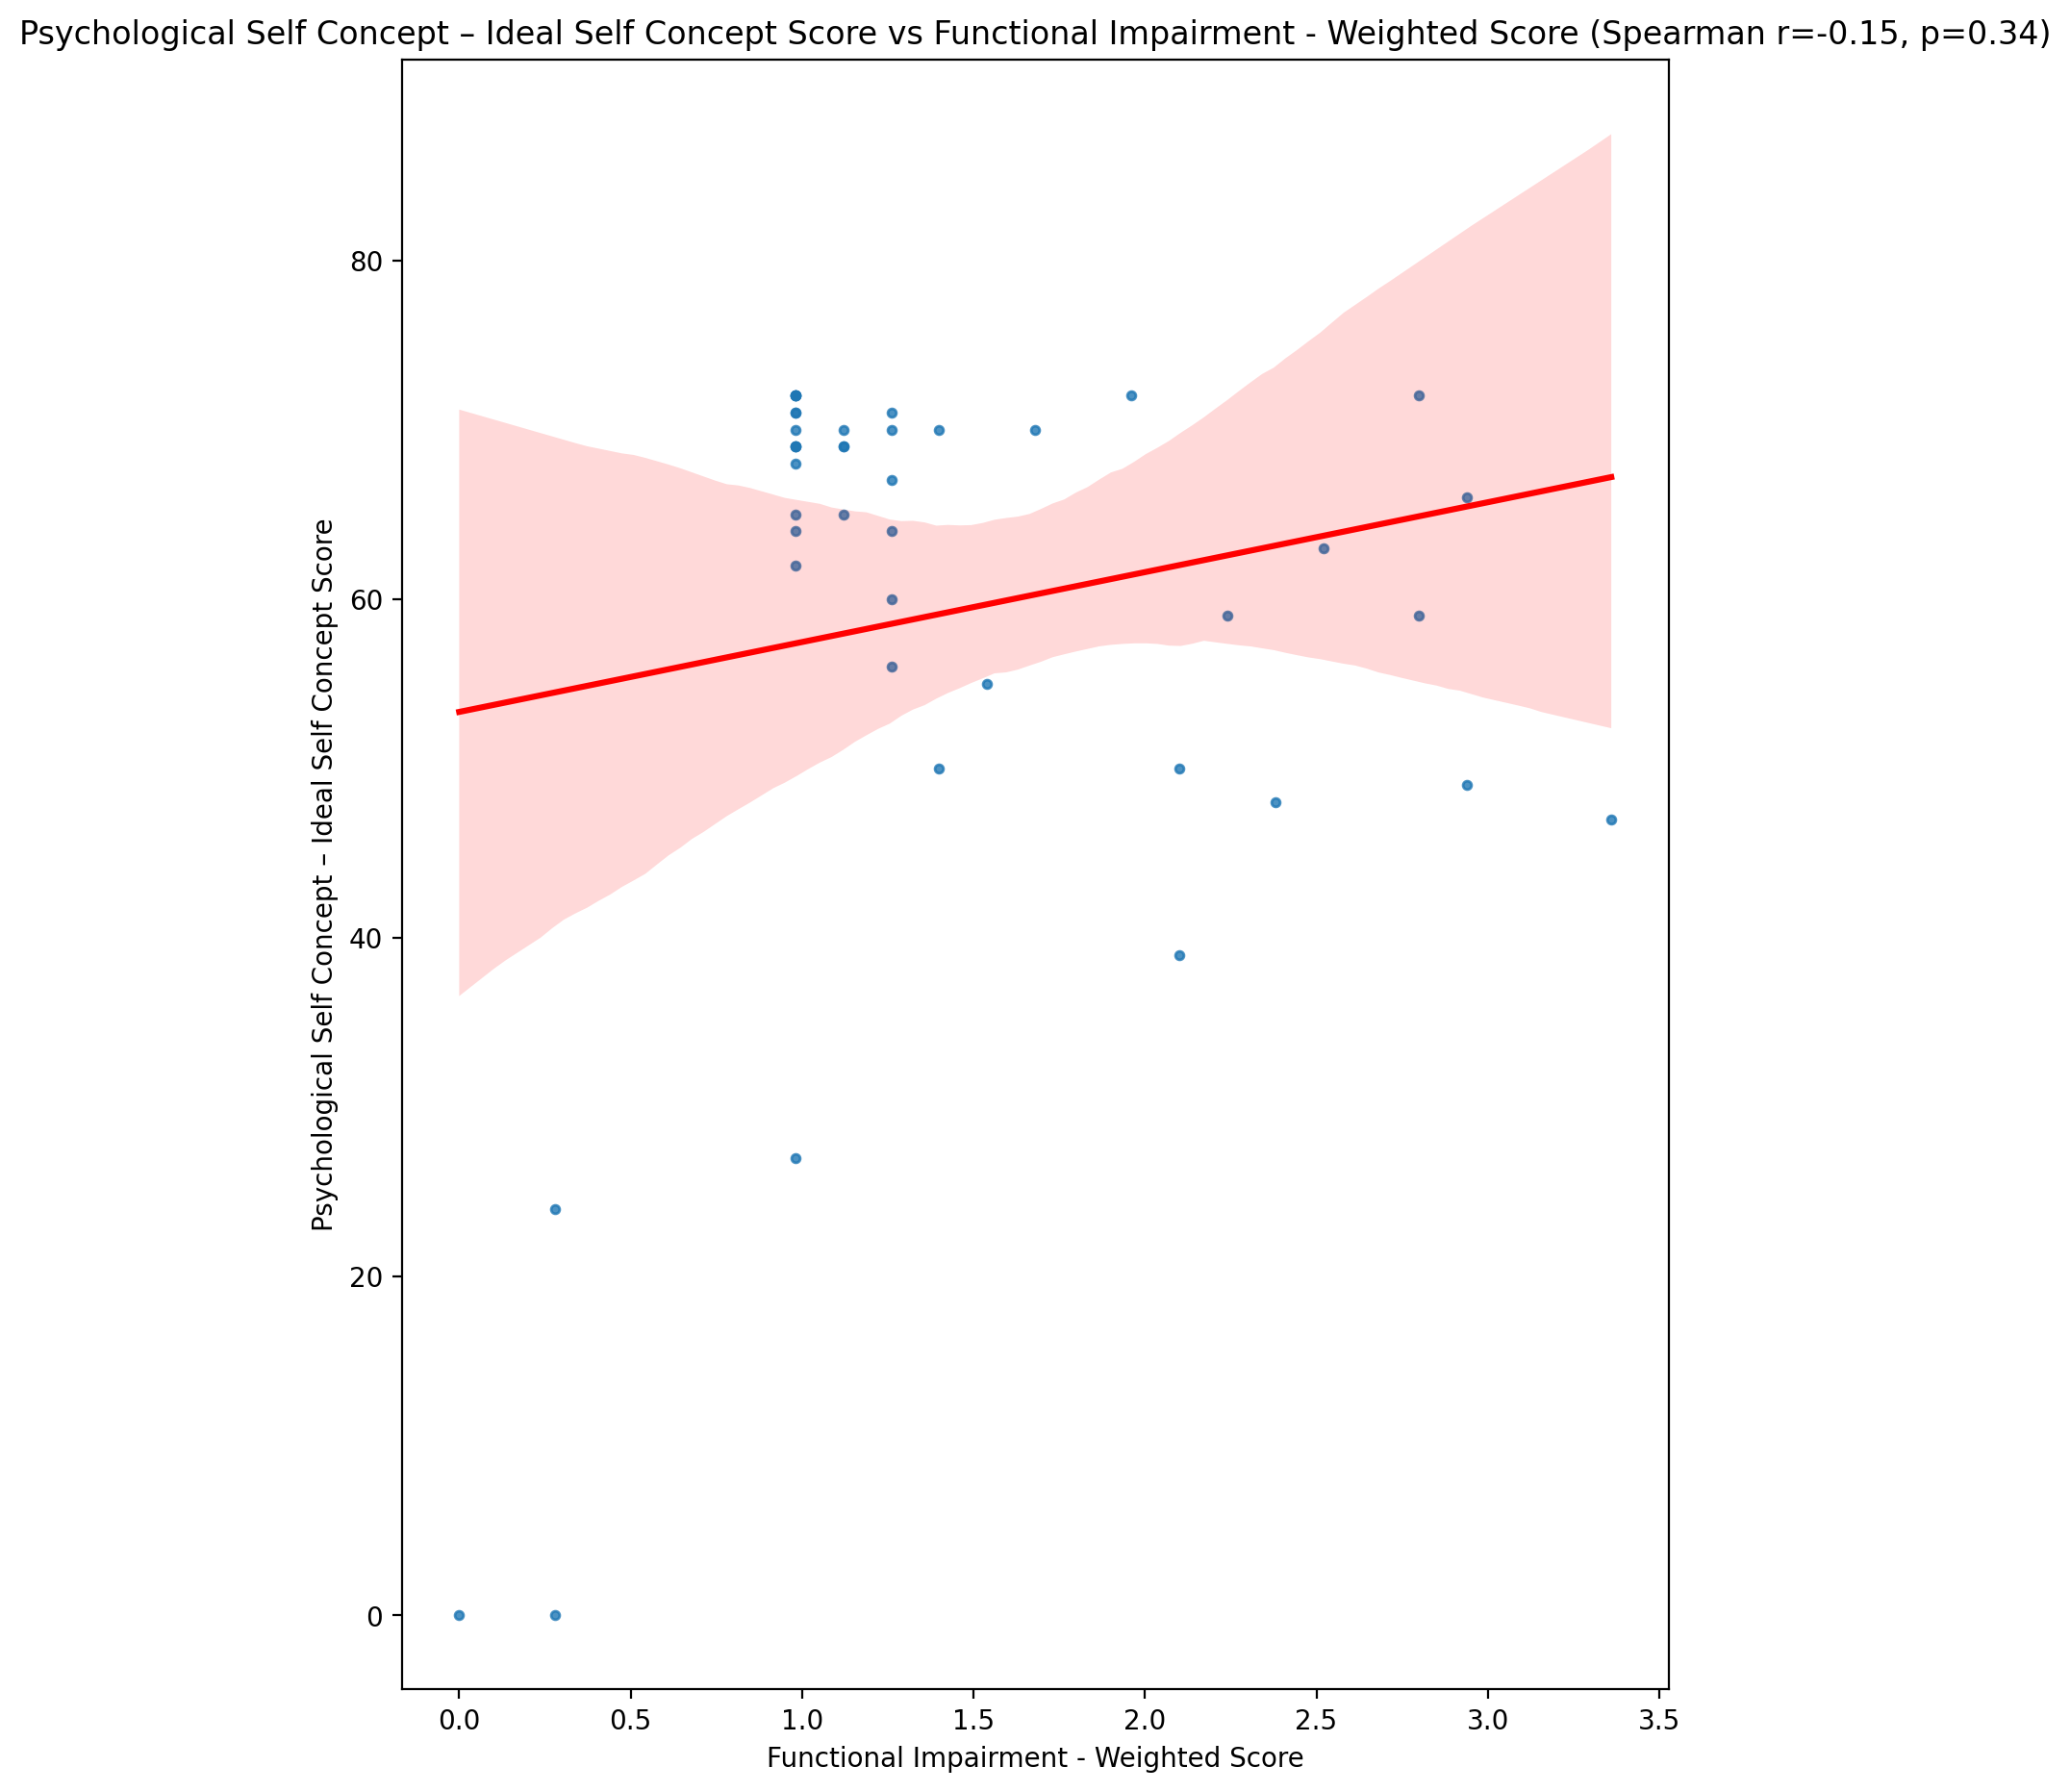 Psychological Self Concept – Ideal Self Concept Score vs Functional Impairment - Weighted Score (Spearman r=-0.15, p=0.34)
Psychological Self Concept – Ideal Self Concept Score
80
60
40
20
0
0.0 0.5 1.0 1.5 2.0 2.5 3.0 3.5
Functional Impairment - Weighted Score